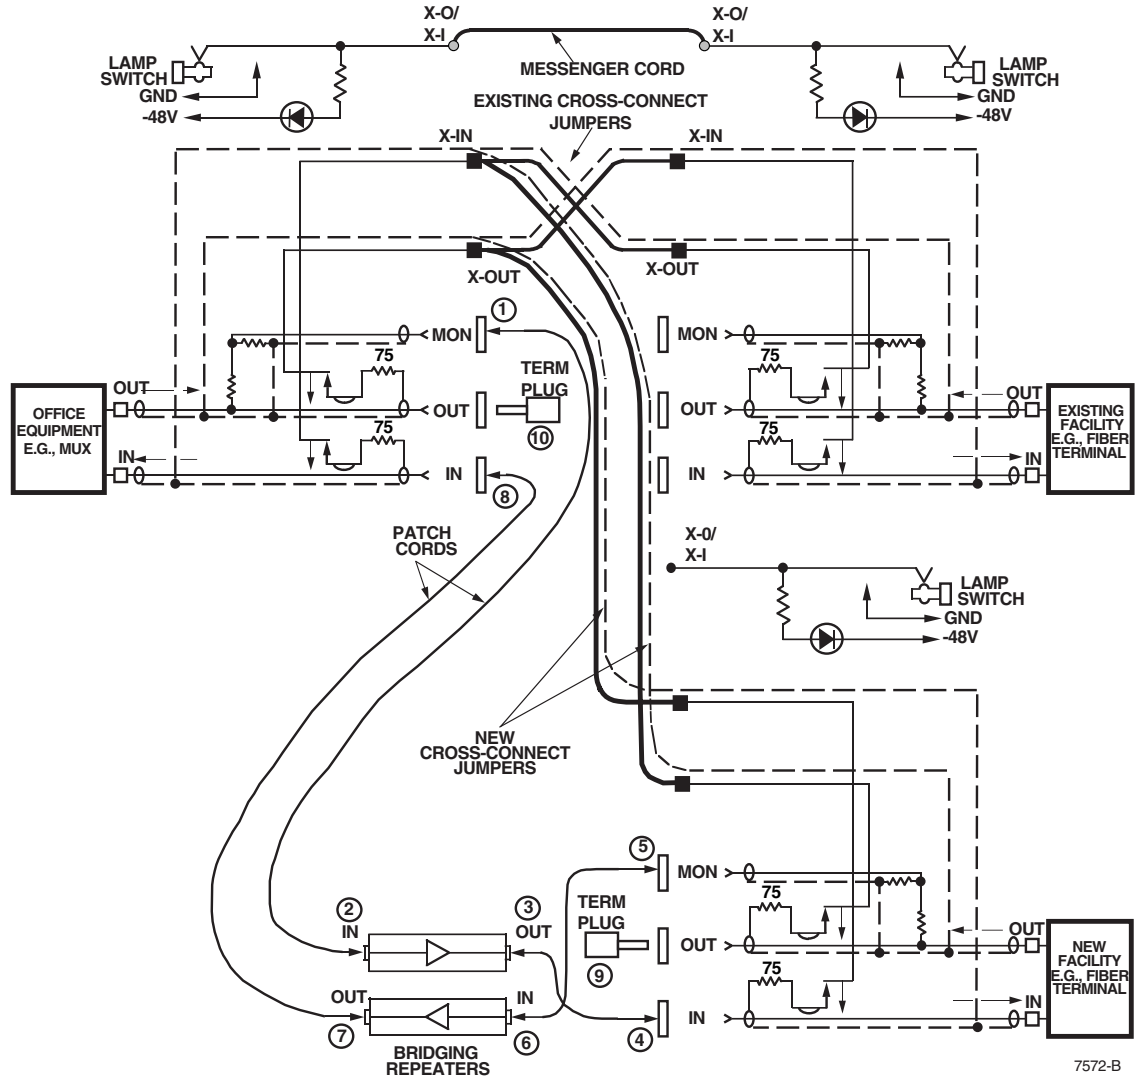 X-O/
X-I
X-O/
X-I
LAMP
SWITCH
GND
-48V
MESSENGER CORD
LAMP
SWITCH
GND
-48V
EXISTING CROSS-CONNECT
JUMPERS
X-IN
X-IN
X-OUT
X-OUT
1
MON
MON
75
75
TERM
PLUG
OUT
OUT
OUT
OUT
OFFICE
EQUIPMENT
E.G., MUX
EXISTING
FACILITY
E.G., FIBER
TERMINAL
75
10
75
IN
IN
IN
IN
8
PATCH
CORDS
X-0/
X-I
LAMP
SWITCH
GND
-48V
NEW
CROSS-CONNECT
JUMPERS
5
MON
75
TERM
PLUG
2
IN
3
OUT
OUT
OUT
NEW
FACILITY
E.G., FIBER
TERMINAL
9
75
OUT
IN
IN
IN
7
6
4
BRIDGING
REPEATERS
7572-B